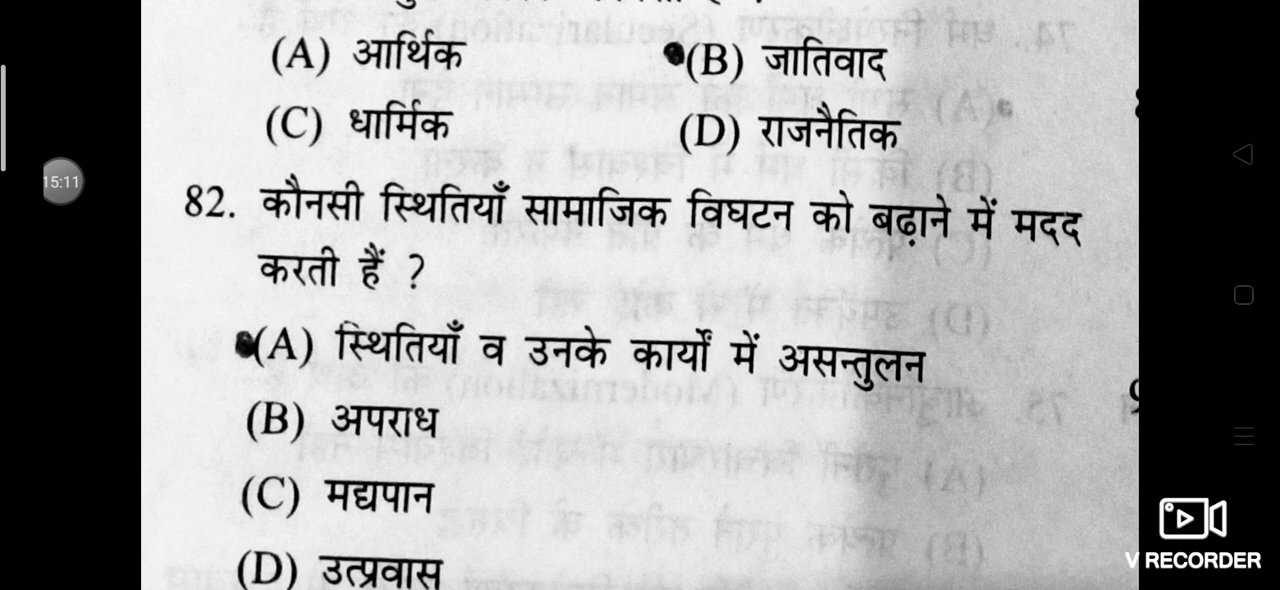 (A) आर्थिक (B) जातिवाद
(C) धार्मिक (D) राजनैतिक
82. कौनसी स्थितियाँ सामाजिक विघटन को बढ़ाने में मदद
करती हैं ?
(A) स्थितियाँ व उनके कार्यों में असन्तुलन
(B) अपराध
(C) मद्यपान
(D) उत्प्रवास
15:11
V RECORDER